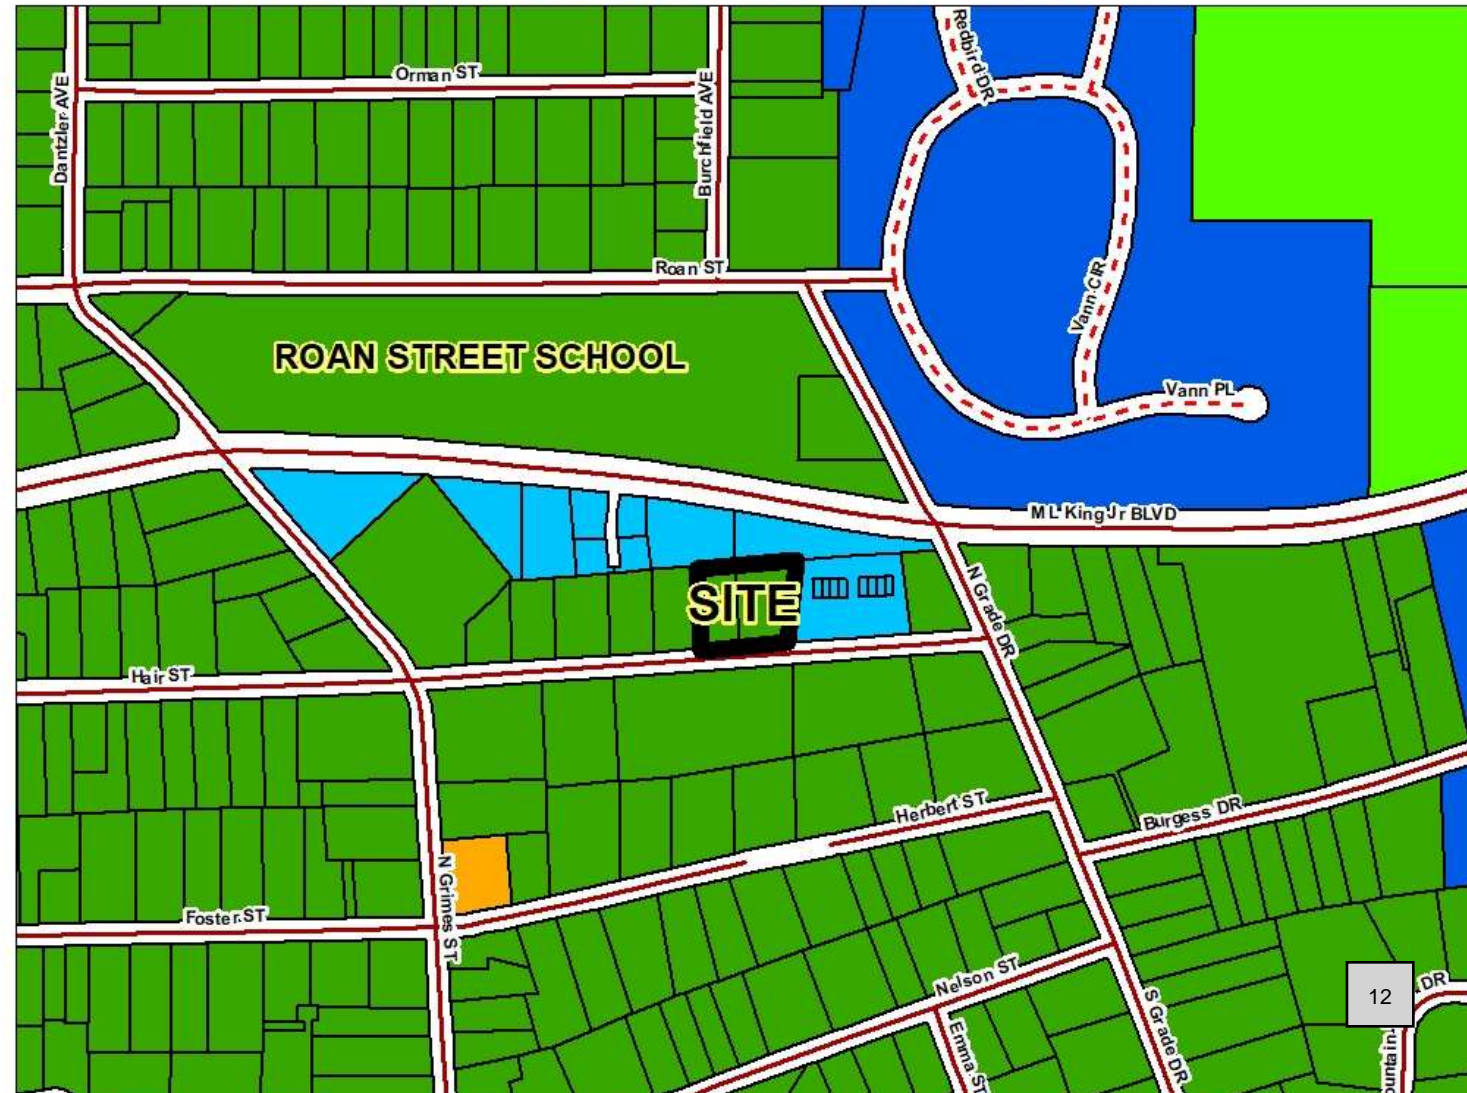 Redbird DR
Orman ST
Dantzler AVE
Burchfield AVE
Roan ST
Vann CIR
ROAN STREET SCHOOL
Vann PL
M L King Jr BLVD
SITE
N Grade DR
Hair ST
Herbert ST
Burgess DR
N Grimes ST
Foster ST
Nelson ST
DR
12
S Grade DR
Emma ST
ountain